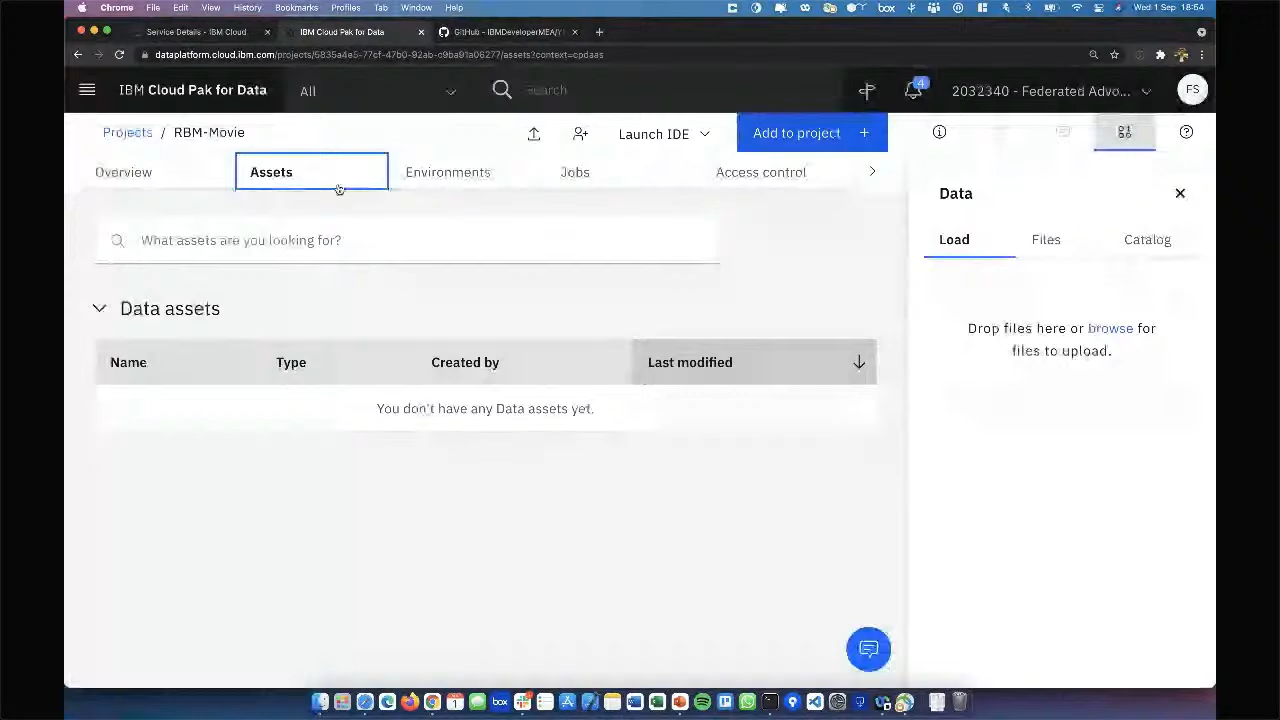 Chrome File Edit View History Bookmarks Profiles Tab Window Help box Wed 1 Sep 18:54
Service Details - IBM Cloud IBM Cloud Pak for Data GitHub - IBMDeveloperMEA/Y
dataplatform.cloud.ibm.com/projects/5835a4e5-77cf-47b0-92ab-c9ba91a06277/assets?context=cpdaas
IBM Cloud Pak for Data All Search 4 2032340 - Federated Advo... FS
Projects / RBM-Movie Launch IDE Add to project +
Overview Assets Environments Jobs Access control
Data
What assets are you looking for?
Load Files Catalog
Data assets
Drop files here or browse for
files to upload.
Name Type Created by Last modified
You don't have any Data assets yet.
box